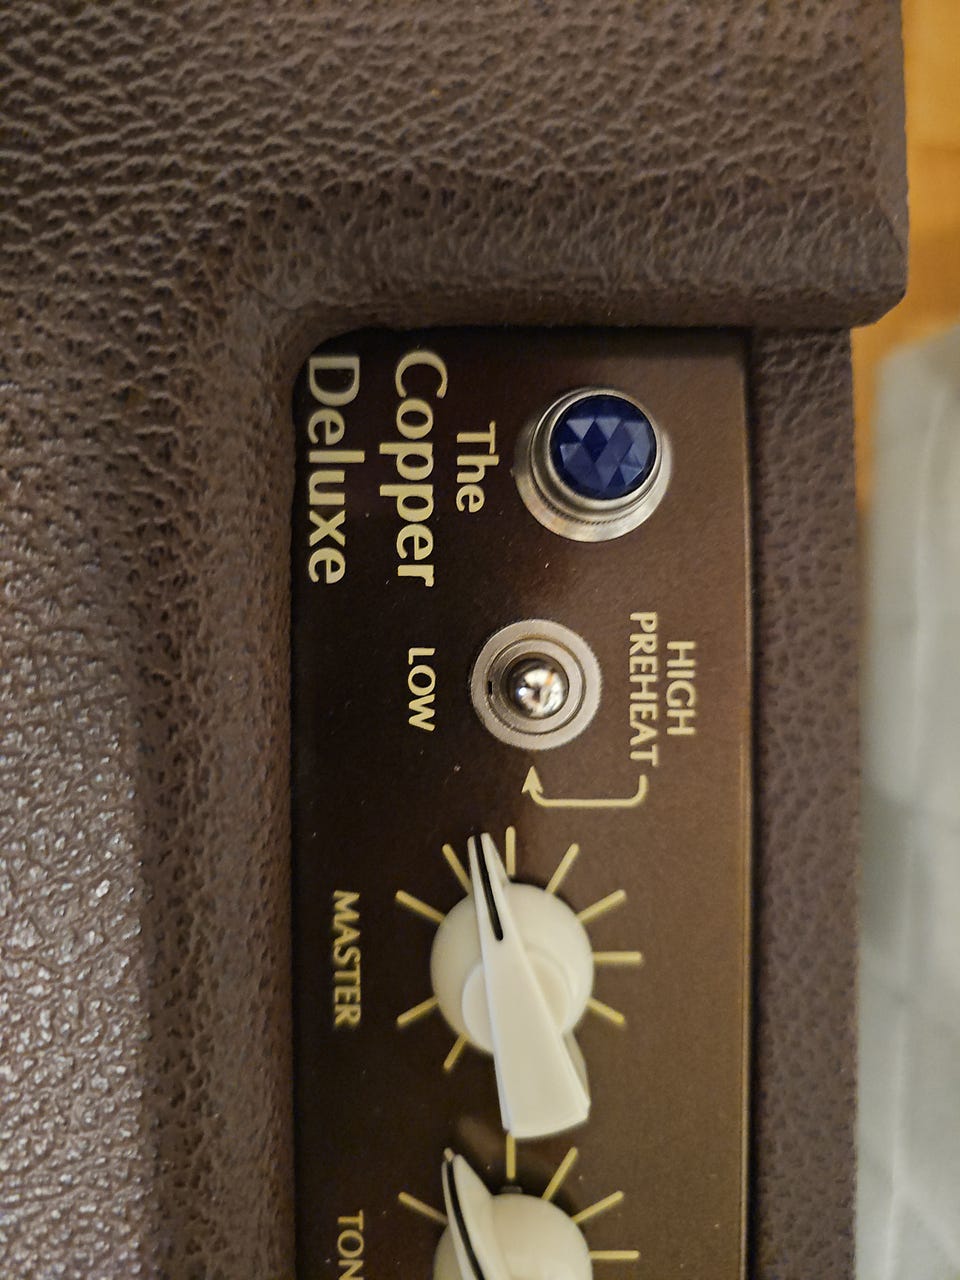 The
Copper
Deluxe
HIGH
PREHEAT
LOW
MASTER